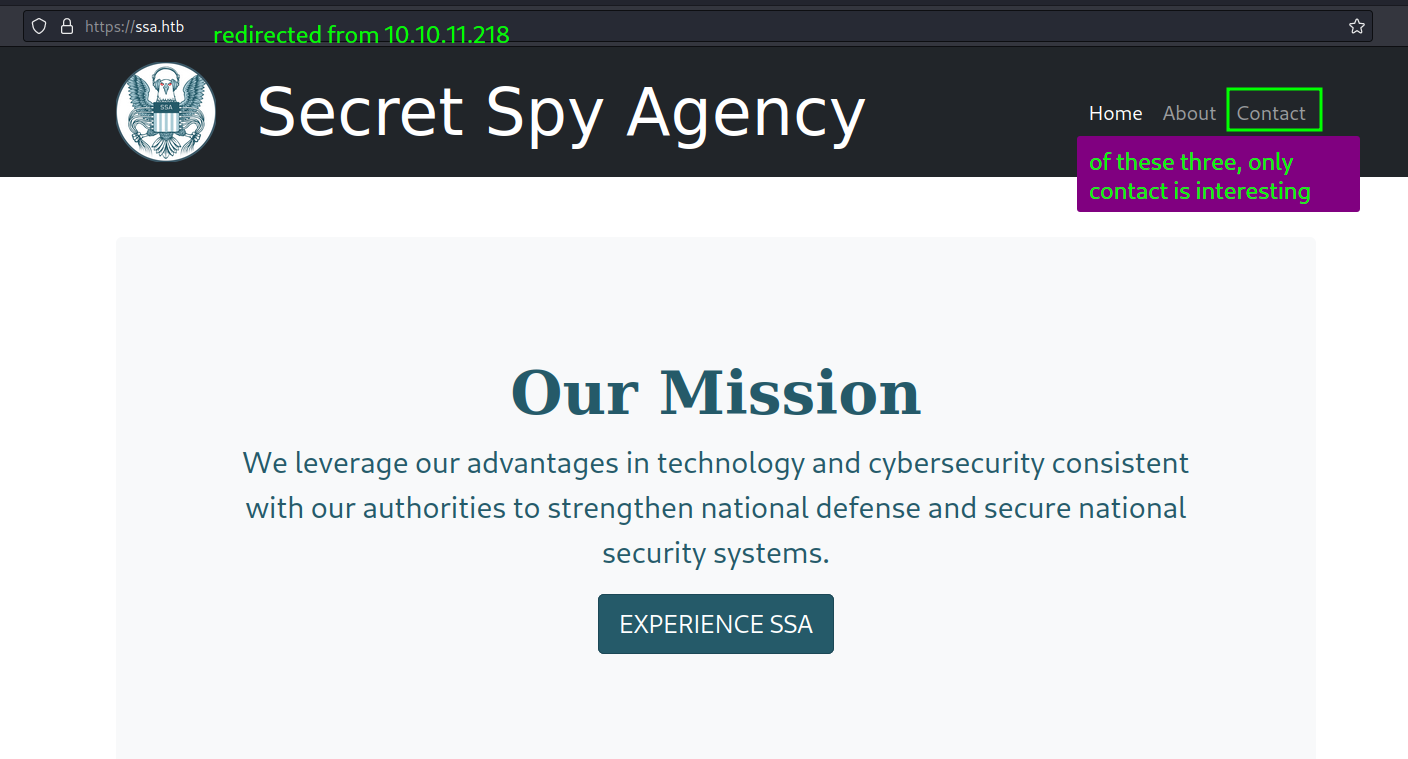 https://ssa.htb
redirected from 10.10.11.218
SSA
Secret Spy Agency
Home About Contact
of these three, only
contact is interesting
Our Mission
We leverage our advantages in technology and cybersecurity consistent
with our authorities to strengthen national defense and secure national
security systems.
EXPERIENCE SSA